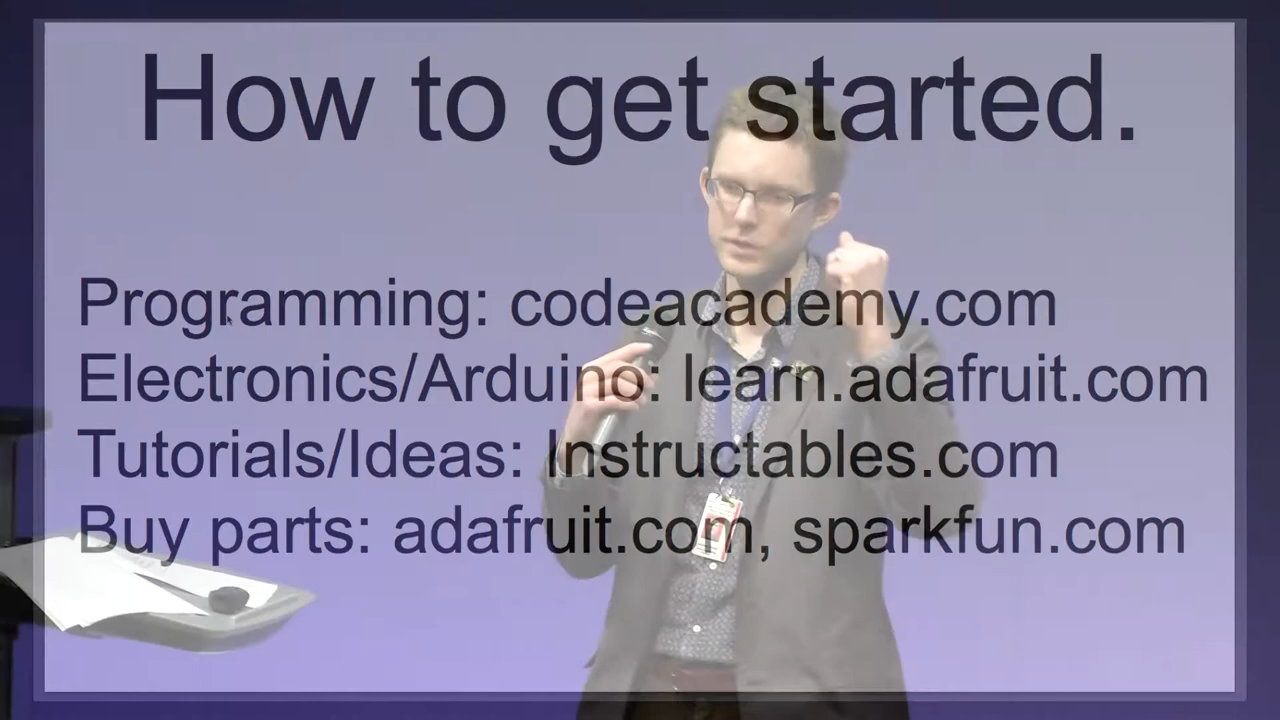 How to get started.
Programming: codeacademy.com
Electronics/Arduino: learn.adafruit.com
Tutorials/Ideas: Instructables.com
Buy parts: adafruit.com, sparkfun.com